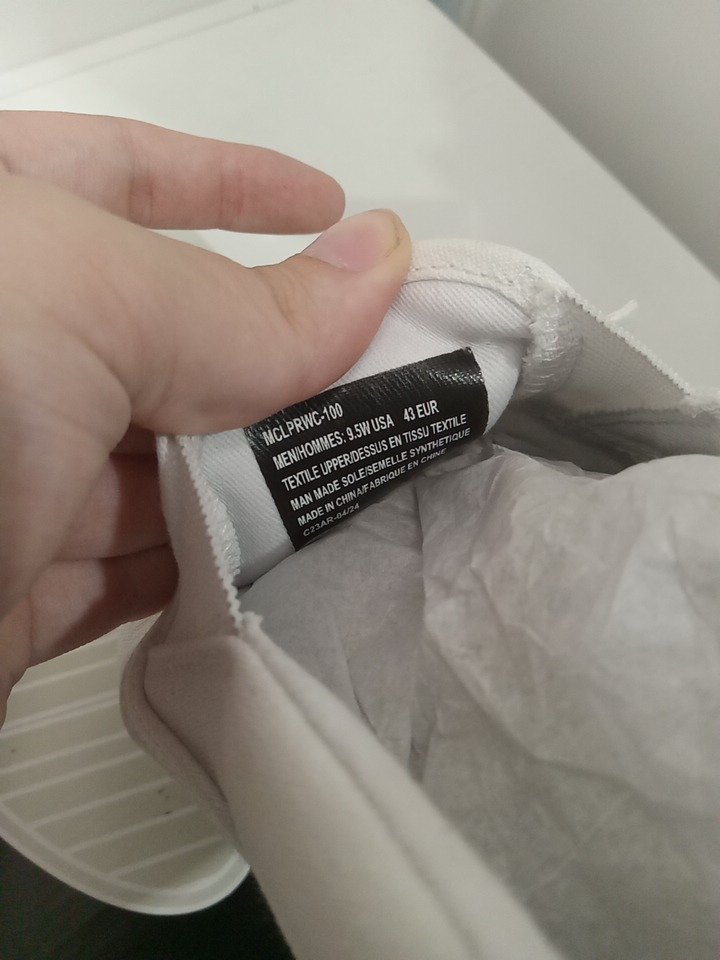 MCLPRWC-100
MEN/HOMMES: 9.5W USA 43 EUR
TEXTILE UPPER/DESSUS EN TISSU TEXTILE
MAN MADE SOLE/SEMELLE SYNTHETIQUE
MADE IN CHINA/FABRIQUE EN CHINE
C23AR-04/24